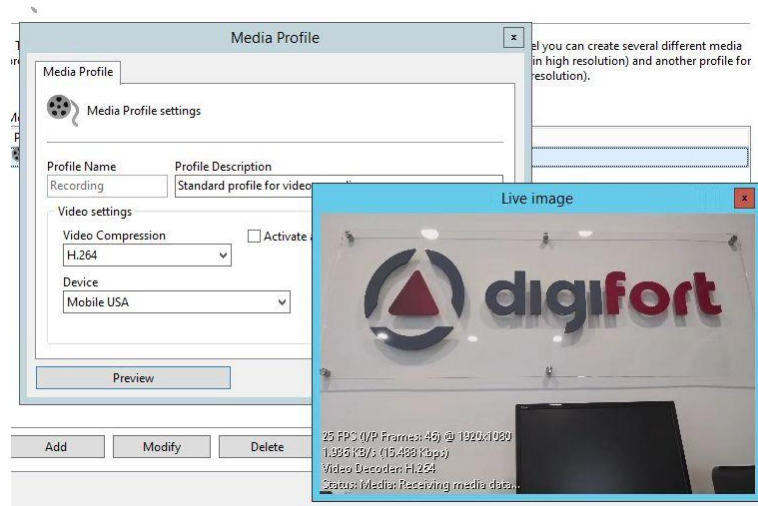 Media Profile
el you can create several different media
in high resolution) and another profile for
resolution).
Media Profile
Media Profile settings
Profile Name
Profile Description
Recording
Standard profile for video
Video settings
Video Compression
Activate
H.264
Device
Mobile USA
Preview
Add
Modify
Delete
Live image
digifort
25 FPS (I/P Frames: 46) @ 1920x1080
1.936 KB/s (15.488 Kbps)
Video Decoder: H.264
Status: Media: Receiving media data...